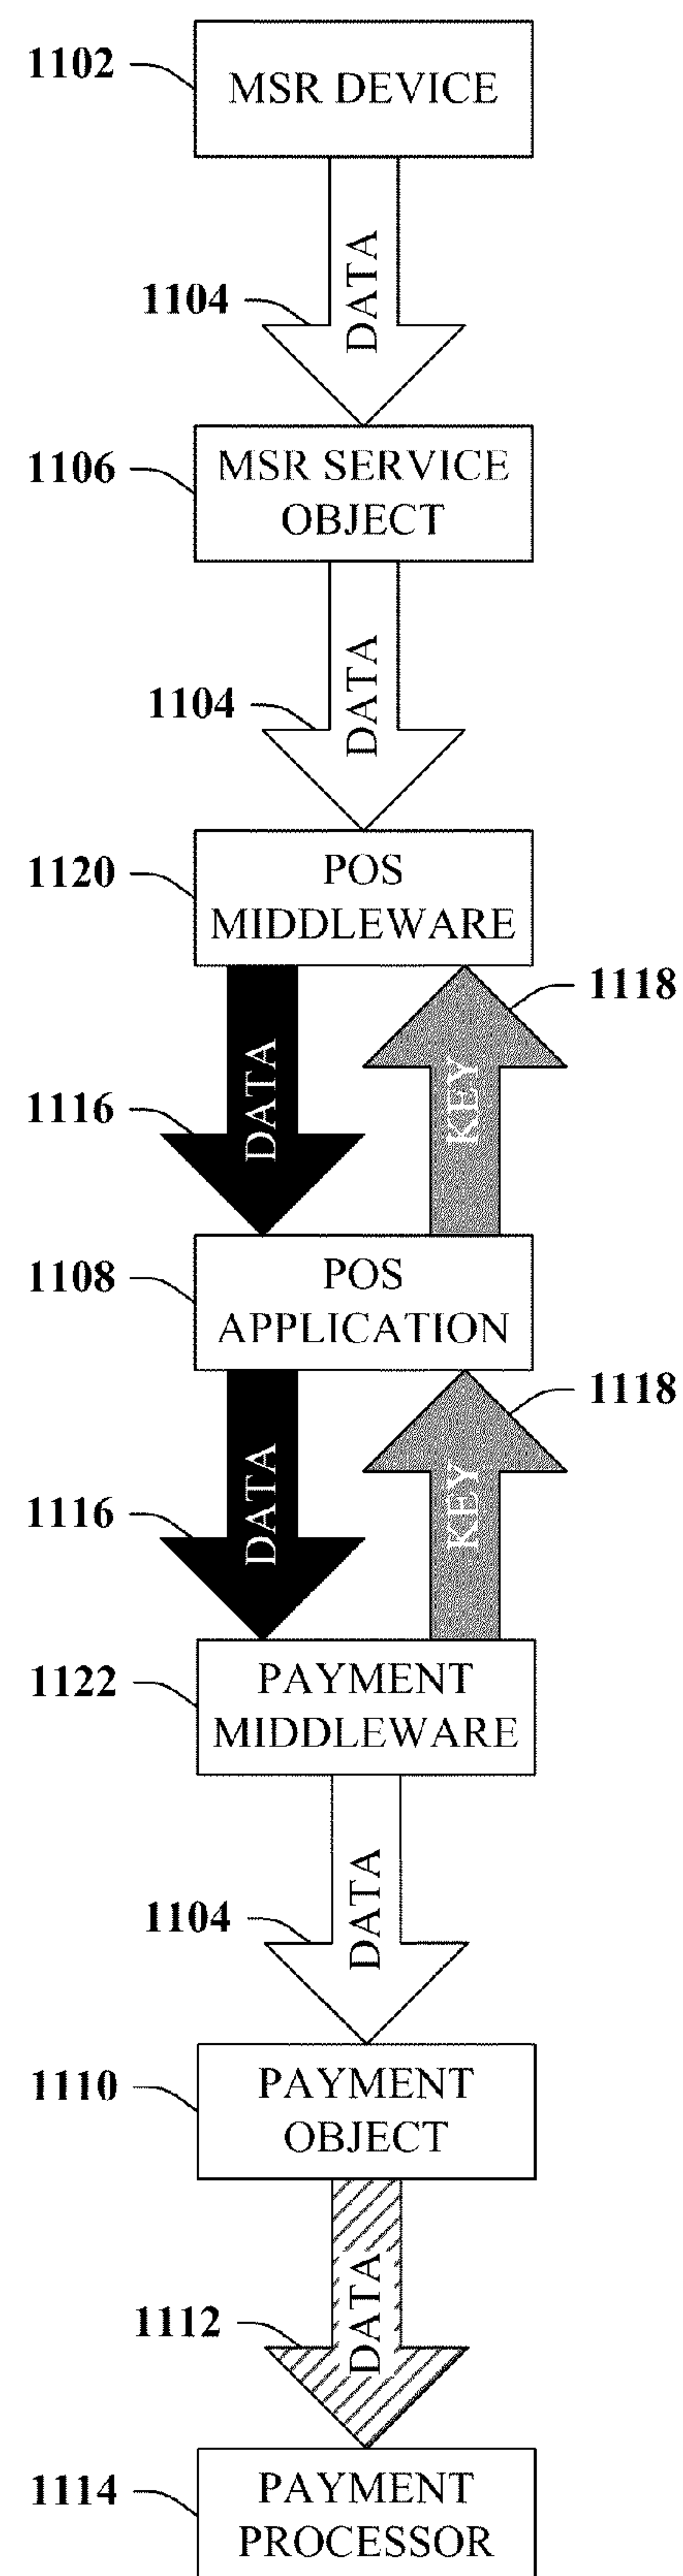 1102
MSR DEVICE
DATA
1104
1106
MSR SERVICE
OBJECT
DATA
1104
1120
POS
MIDDLEWARE
1118
DATA
KEY
1116
1108
POS
APPLICATION
1118
DATA
KEY
1116
1122
PAYMENT
MIDDLEWARE
DATA
1104
1110
PAYMENT
OBJECT
DATA
1112
1114
PAYMENT
PROCESSOR